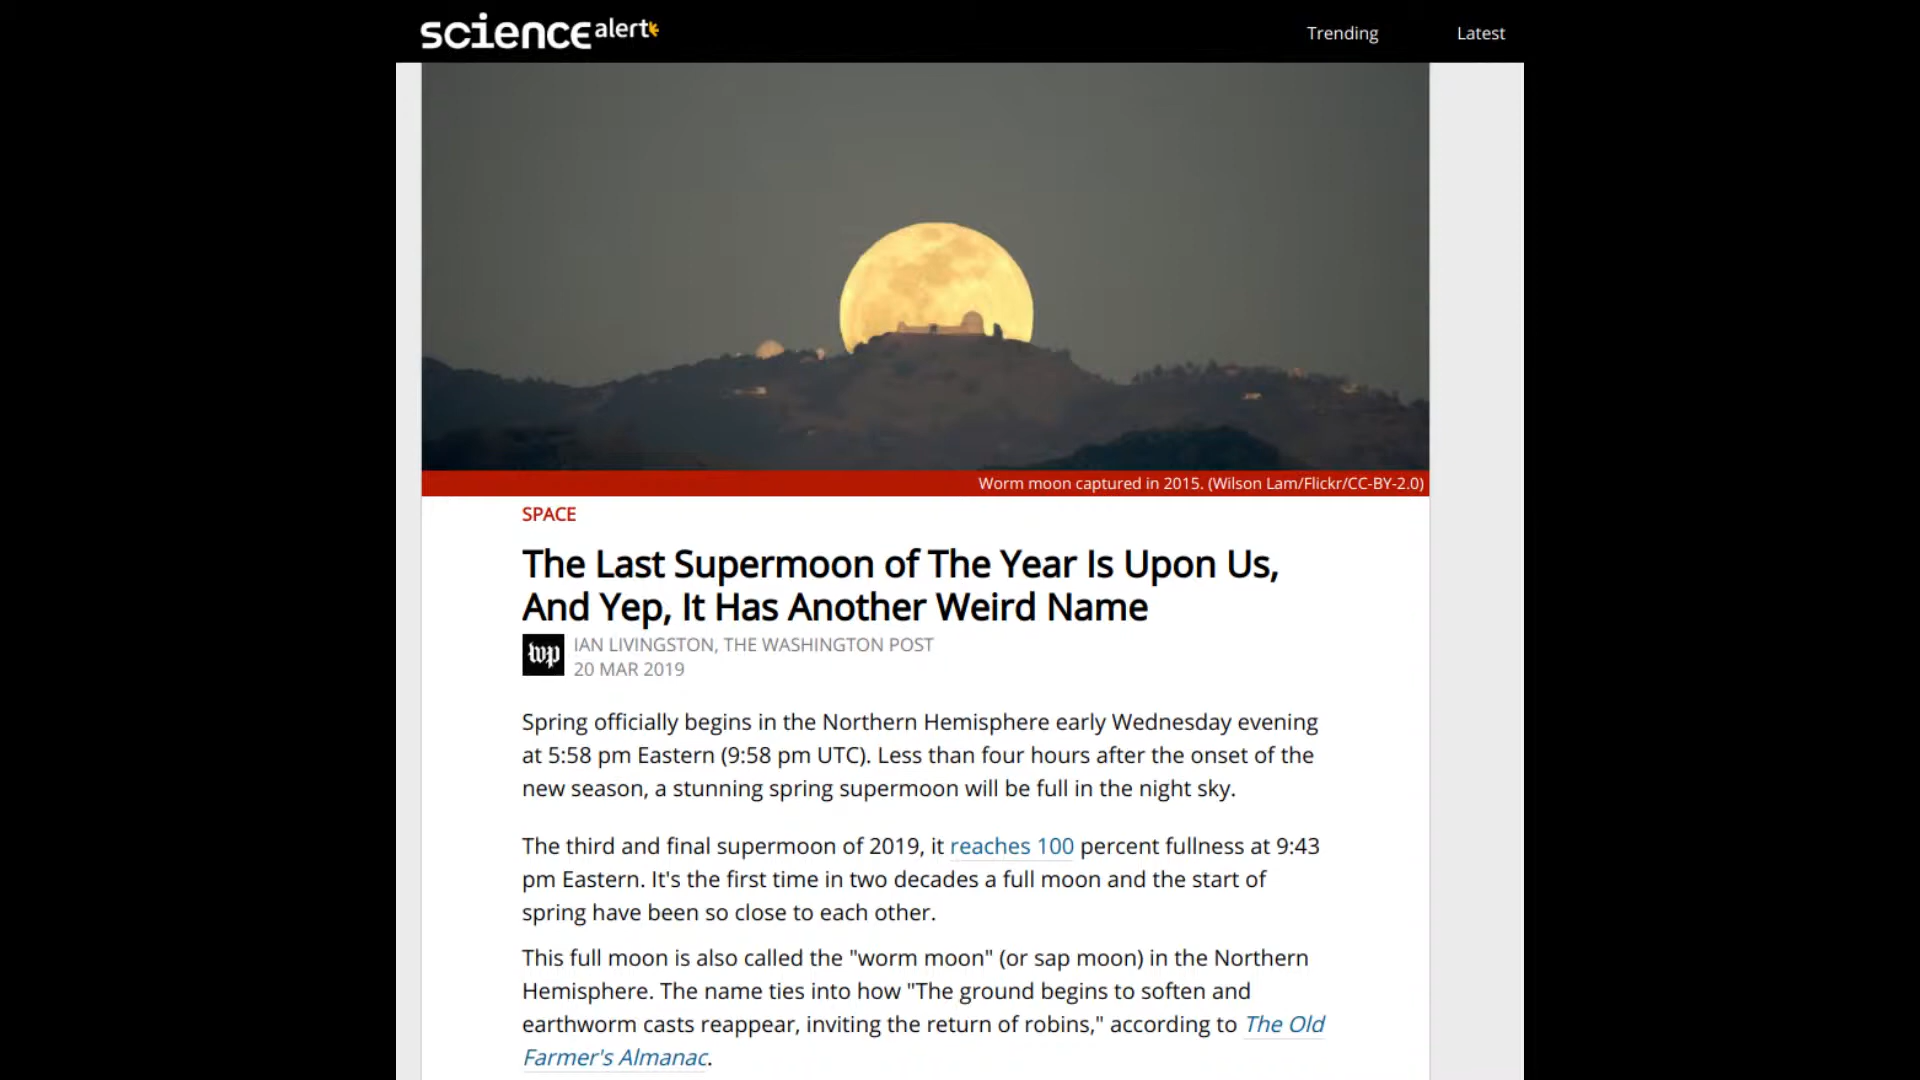 science alert
Trending
Latest
Worm moon captured in 2015. (Wilson Lam/Flickr/CC-BY-2.0)
SPACE
The Last Supermoon of The Year Is Upon Us,
And Yep, It Has Another Weird Name
wp
IAN LIVINGSTON, THE WASHINGTON POST
20 MAR 2019
Spring officially begins in the Northern Hemisphere early Wednesday evening
at 5:58 pm Eastern (9:58 pm UTC). Less than four hours after the onset of the
new season, a stunning spring supermoon will be full in the night sky.
The third and final supermoon of 2019, it reaches 100 percent fullness at 9:43
pm Eastern. It's the first time in two decades a full moon and the start of
spring have been so close to each other.
This full moon is also called the "worm moon" (or sap moon) in the Northern
Hemisphere. The name ties into how "The ground begins to soften and
earthworm casts reappear, inviting the return of robins," according to The Old
Farmer's Almanac.